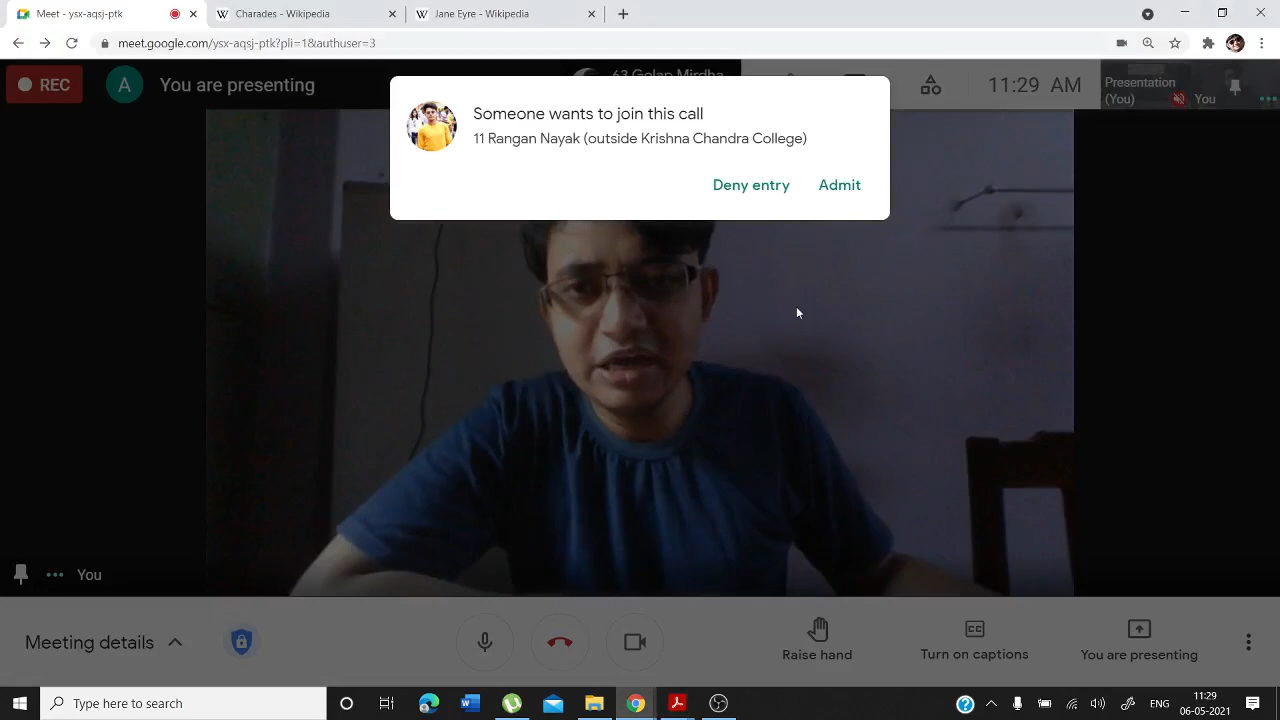 Meet - ysx-aqsj-ptk
Charades - Wikipedia
Jane Eyre - Wikipedia
meet.google.com/ysx-aqsj-ptk?pli=1&authuser=3
REC
A
You are presenting
63 Golap Mirdha
11:29 AM
Presentation
(You)
You
Someone wants to join this call
11 Rangan Nayak (outside Krishna Chandra College)
Deny entry
Admit
You
Meeting details
Raise hand
Turn on captions
You are presenting
Type here to search
ENG
11:29
06-05-2021